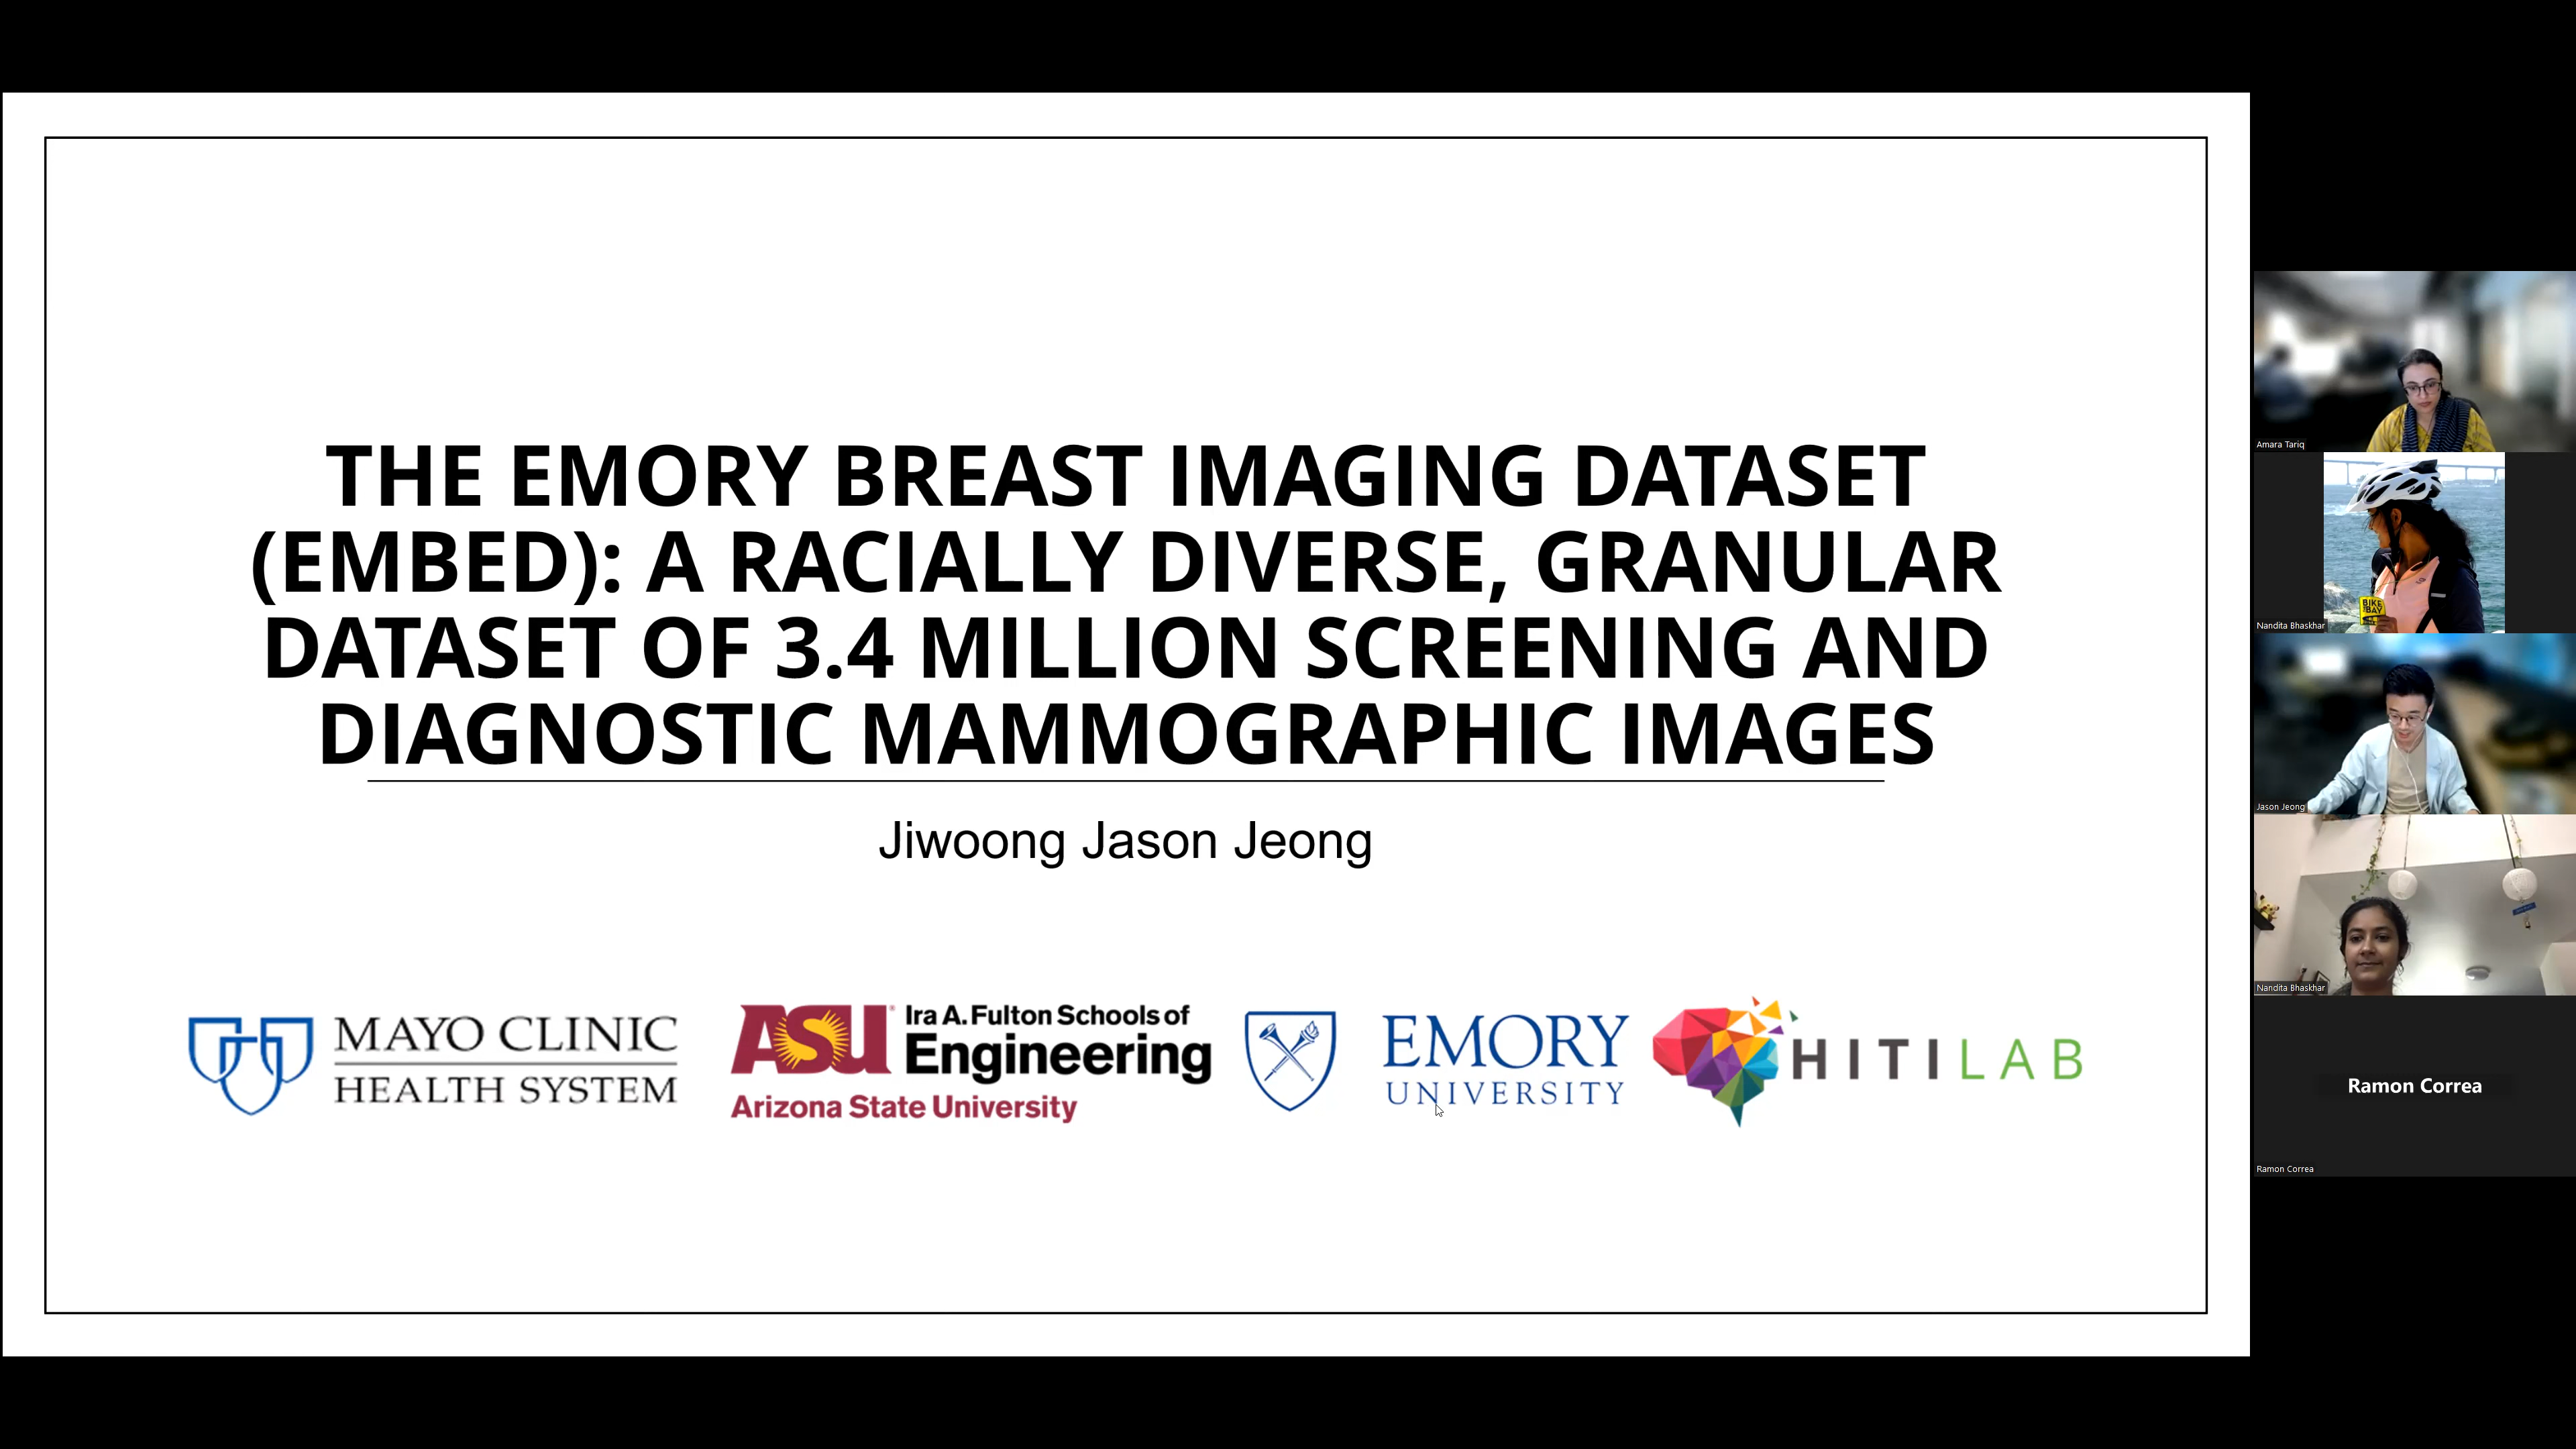 THE EMORY BREAST IMAGING DATASET
(EMBED): A RACIALLY DIVERSE, GRANULAR
DATASET OF 3.4 MILLION SCREENING AND
DIAGNOSTIC MAMMOGRAPHIC IMAGES
Jiwoong Jason Jeong
MAYO CLINIC
HEALTH SYSTEM
ASU Ira A. Fulton Schools of
Engineering
Arizona State University
EMORY
UNIVERSITY
HITILAB
Amara Tariq
BIKE
BAY
Nandita Bhaskhar
Jason Jeong
Nandita Bhaskhar
Ramon Correa
Ramon Correa